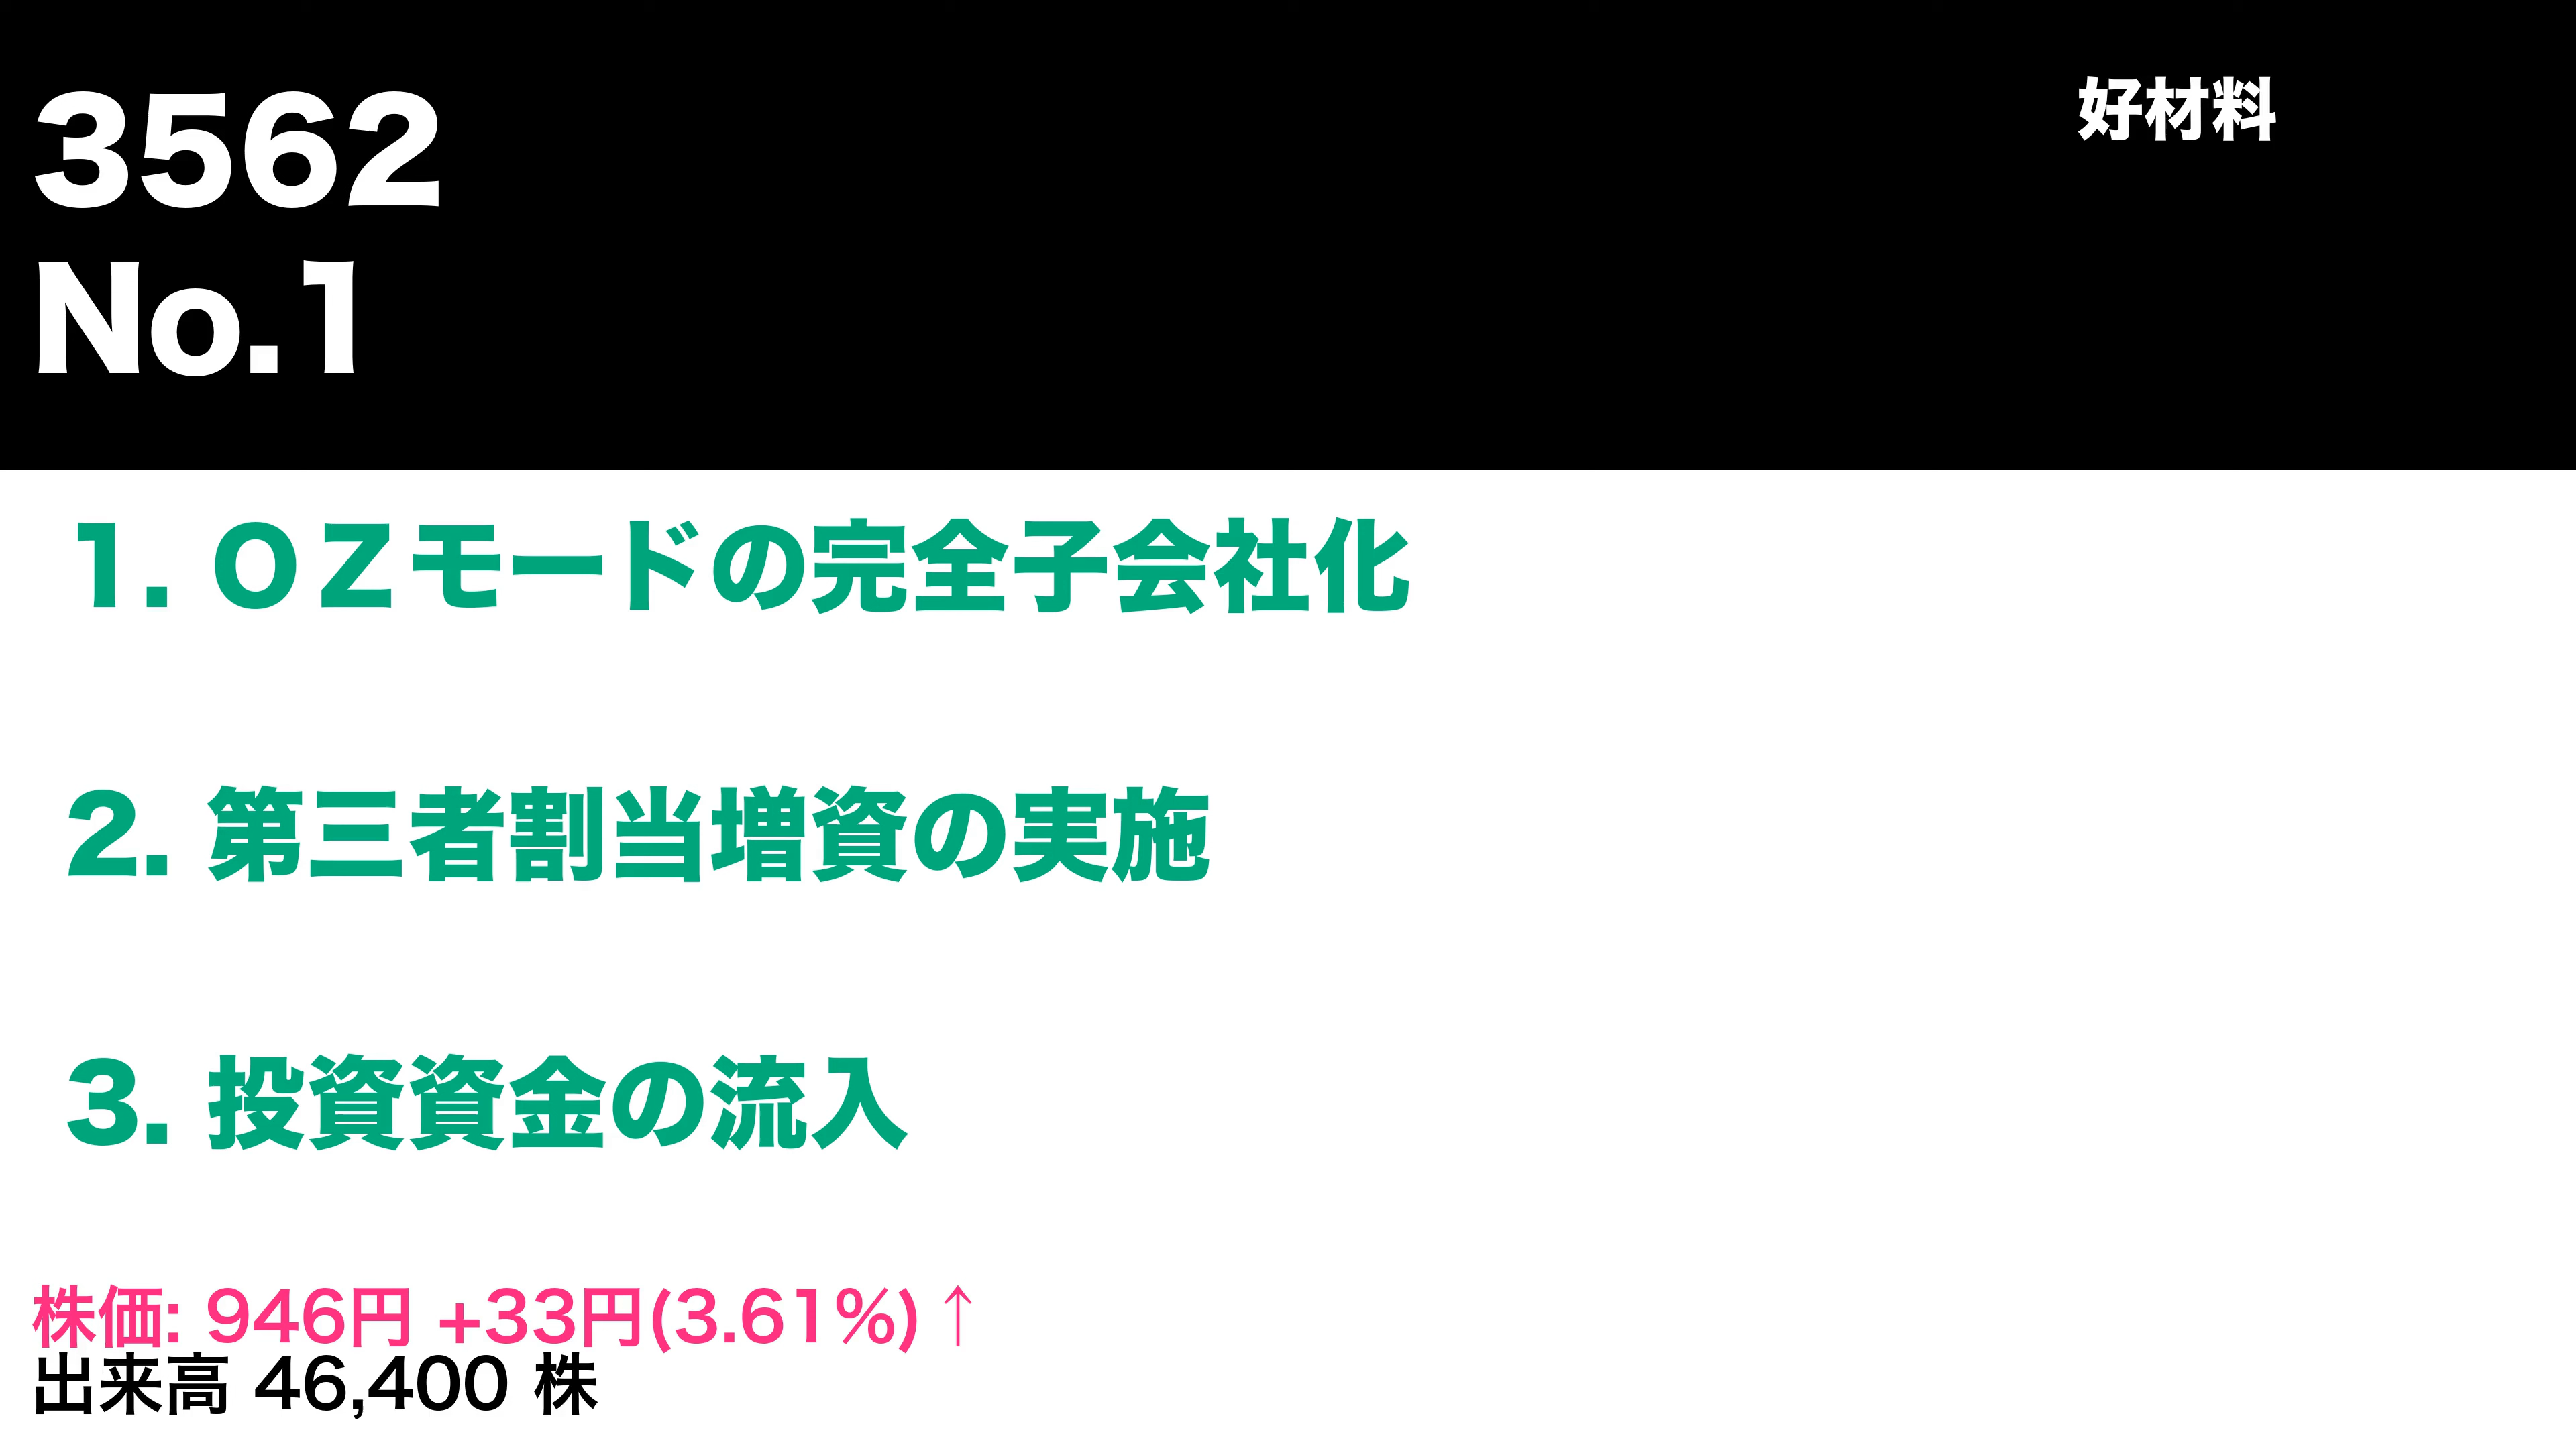 3562
No.1
好材料
1. ＯＺモードの完全子会社化
2. 第三者割当増資の実施
3. 投資資金の流入
株価: 946円 +33円(3.61%)↑
出来高 46,400 株